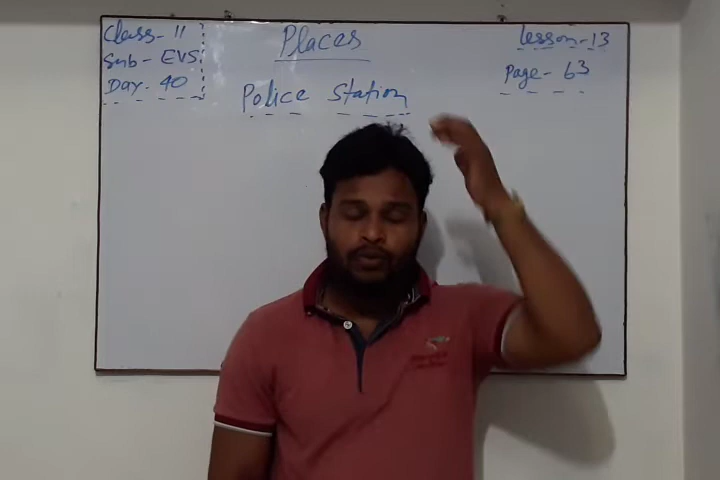 Class- 11
Sub- EVS
Day- 40
Places
Police Station
Lesson-13
Page- 63